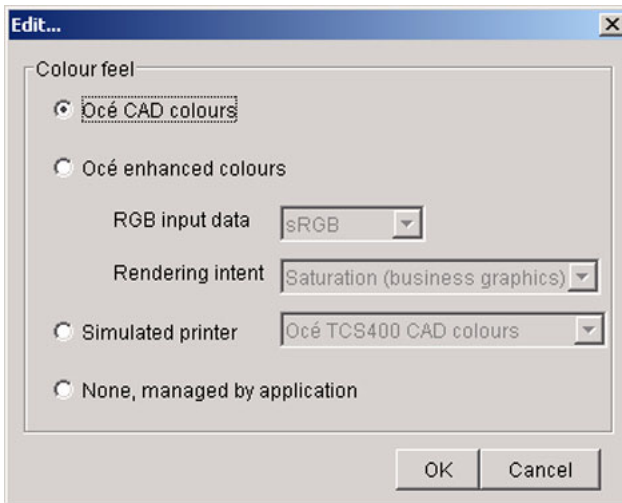 Edit...
Colour feel
Océ CAD colours
Océ enhanced colours
RGB input data sRGB
Rendering intent Saturation (business graphics)
Simulated printer Océ TCS400 CAD colours
None, managed by application
OK Cancel